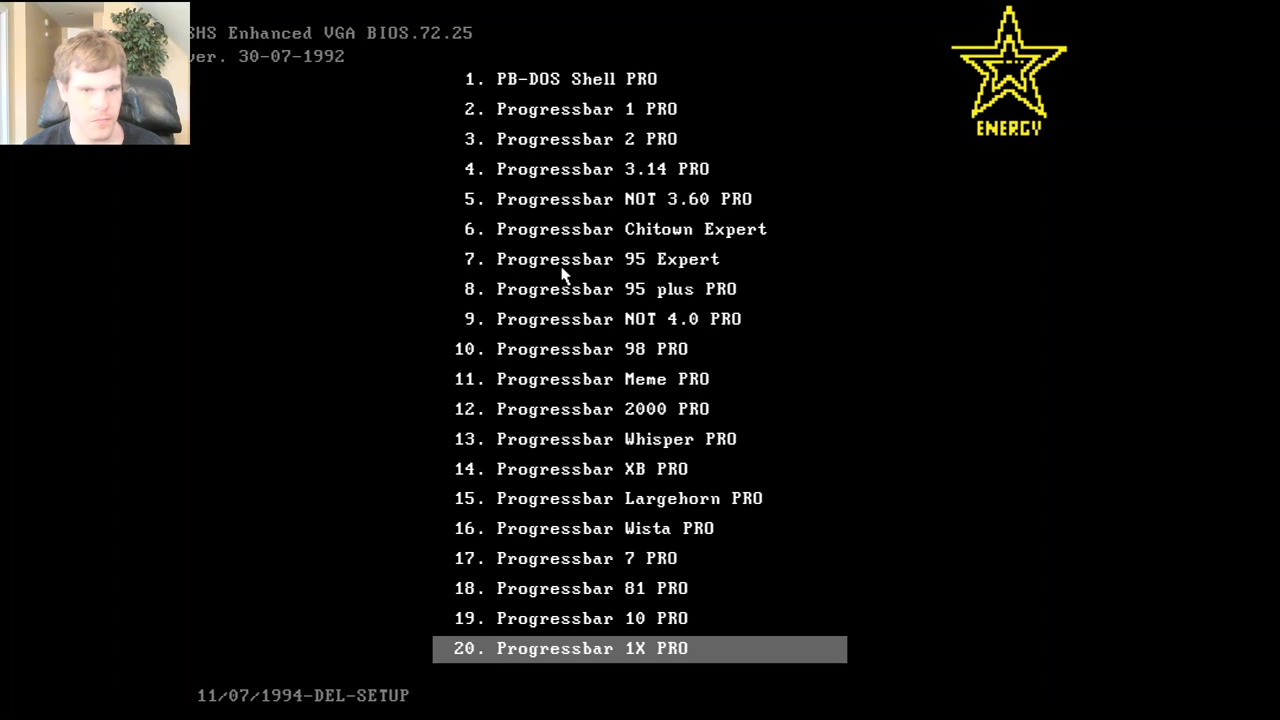 SHS Enhanced VGA BIOS.72.25
ver. 30-07-1992
ENERGY
1. PB-DOS Shell PRO
2. Progressbar 1 PRO
3. Progressbar 2 PRO
4. Progressbar 3.14 PRO
5. Progressbar NOT 3.60 PRO
6. Progressbar Chitown Expert
7. Progressbar 95 Expert
8. Progressbar 95 plus PRO
9. Progressbar NOT 4.0 PRO
10. Progressbar 98 PRO
11. Progressbar Meme PRO
12. Progressbar 2000 PRO
13. Progressbar Whisper PRO
14. Progressbar XB PRO
15. Progressbar Largehorn PRO
16. Progressbar Wista PRO
17. Progressbar 7 PRO
18. Progressbar 81 PRO
19. Progressbar 10 PRO
20. Progressbar 1X PRO
11/07/1994-DEL-SETUP